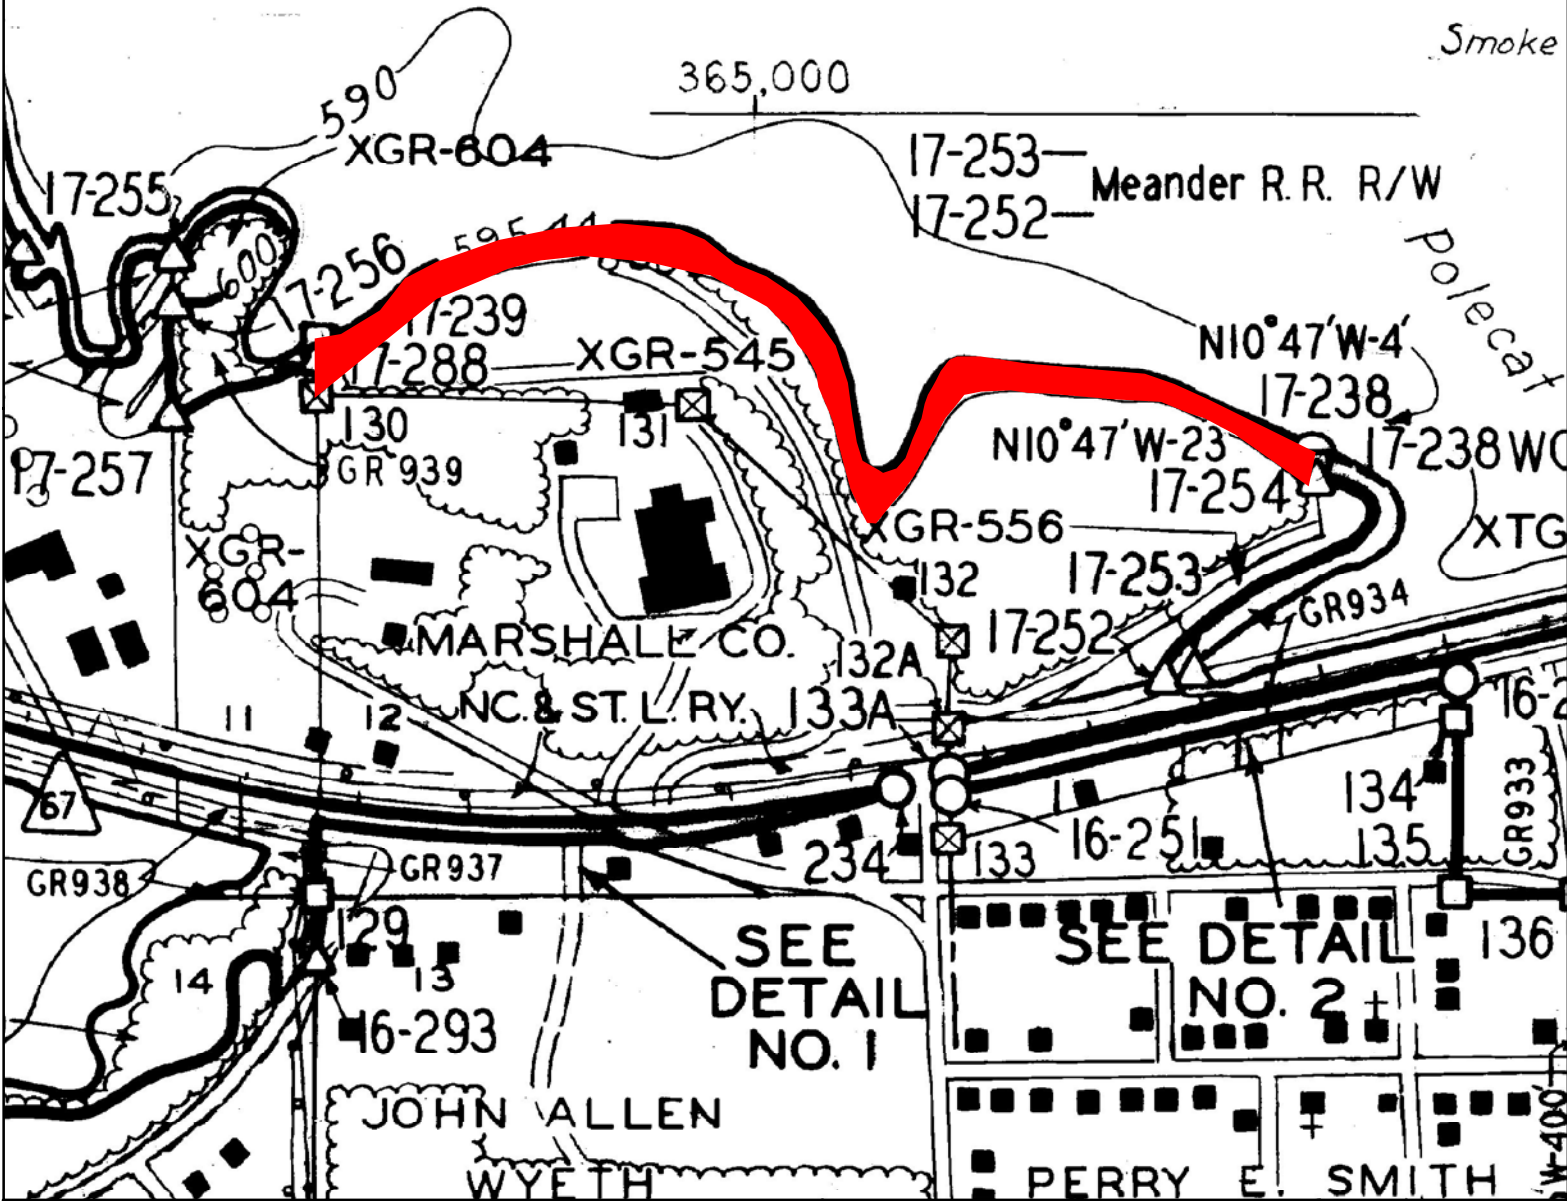 Smoke
365,000
590
XGR-604
17-253
Meander R.R. R/W
17-252
17-255
Polecat
595.44
600
17-256
17-239
N10°47'W-4'
17-288
XGR-545
17-238
130
131
N10°47'W-23
17-238WC
17-257
GR 939
17-254
XGR-556
XTG
XGR-
604
132
17-253
GR934
MARSHALL CO.
17-252
132A
NC.& ST. L. RY.
133A
16-2
11
12
67
134
GR933
234
133
16-251
135
GR938
GR937
129
SEE
DETAIL
NO. 1
SEE DETAIL
NO. 2
136
14
13
16-293
JOHN ALLEN
WYETH
PERRY E. SMITH
W-400'